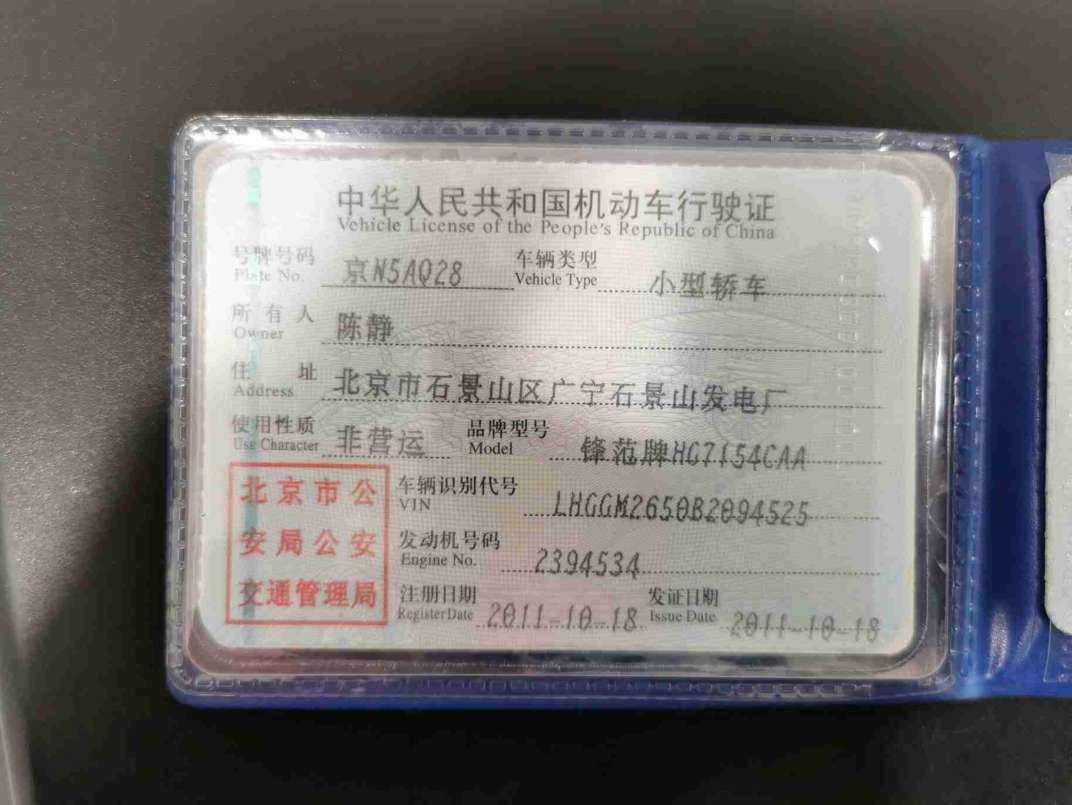 中华人民共和国机动车行驶证
Vehicle License of the People's Republic of China
号牌号码 京N5AQ28 车辆类型 小型轿车
Plate No. Vehicle Type
所有人 陈静
Owner
住址 北京市石景山区广宁石景山发电厂
Address
使用性质 非营运 品牌型号 锋范牌HG7154CAA
Use Character Model
北京市公
安局公安
交通管理局
车辆识别代号 LHGGM2650B2094525
VIN
发动机号码 2394534
Engine No.
注册日期 2011-10-18 发证日期 2011-10-18
Register Date Issue Date